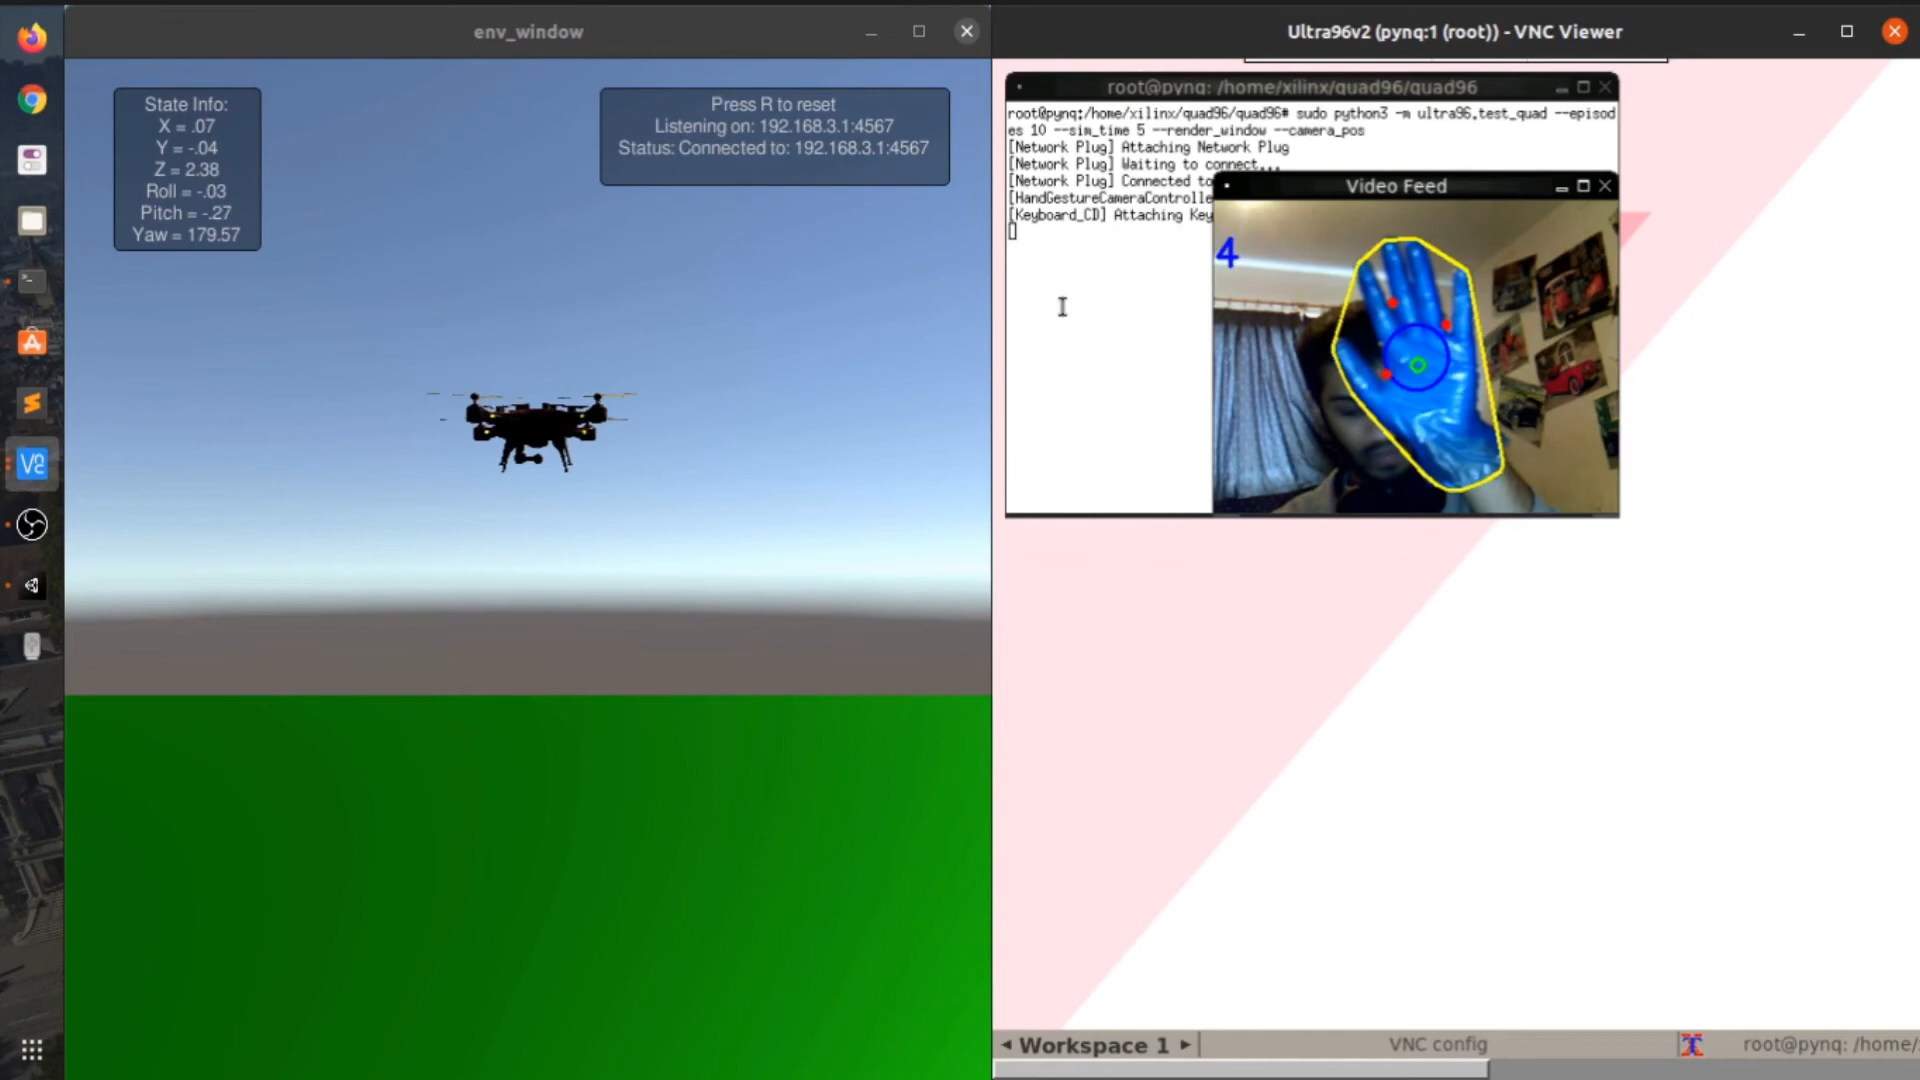 env_window
State Info:
X = .07
Y = -.04
Z = 2.38
Roll = -.03
Pitch = -.27
Yaw = 179.57
Press R to reset
Listening on: 192.168.3.1:4567
Status: Connected to: 192.168.3.1:4567
Ultra96v2 (pynq:1 (root)) - VNC Viewer
root@pynq: /home/xilinx/quad96/quad96
root@pynq:/home/xilinx/quad96/quad96# sudo python3 -m ultra96.test_quad --episod
es 10 --sim_time 5 --render_window --camera_pos
[Network Plug] Attaching Network Plug
[Network Plug] Waiting to connect...
[Network Plug] Connected to
[HandGestureCameraControlle
[Keyboard_CD] Attaching Key
Video Feed
4
Workspace 1
VNC config
root@pynq: /home/